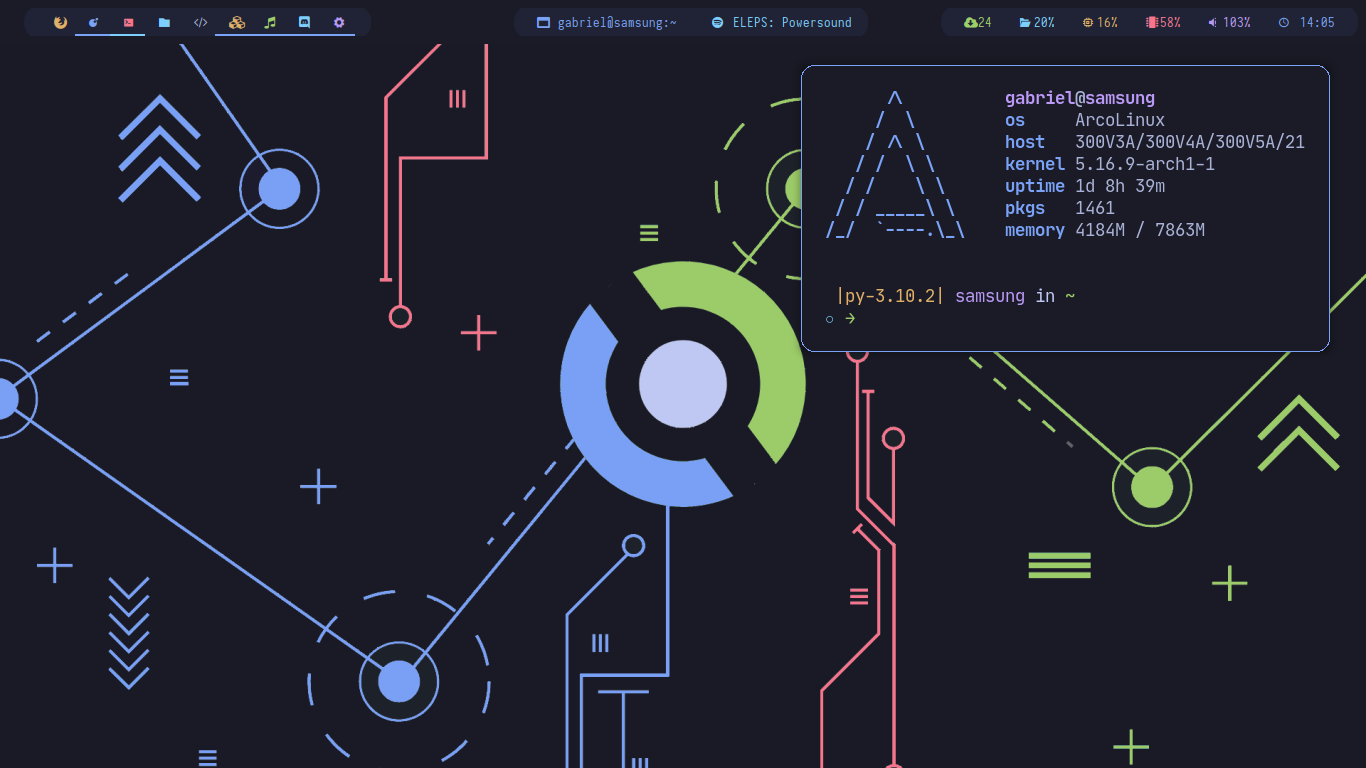 gabriel@samsung:~
ELEPS: Powersound
24
20%
16%
58%
103%
14:05
gabriel@samsung
os ArcoLinux
host 300V3A/300V4A/300V5A/21
kernel 5.16.9-arch1-1
uptime 1d 8h 39m
pkgs 1461
memory 4184M / 7863M
|py-3.10.2| samsung in ~